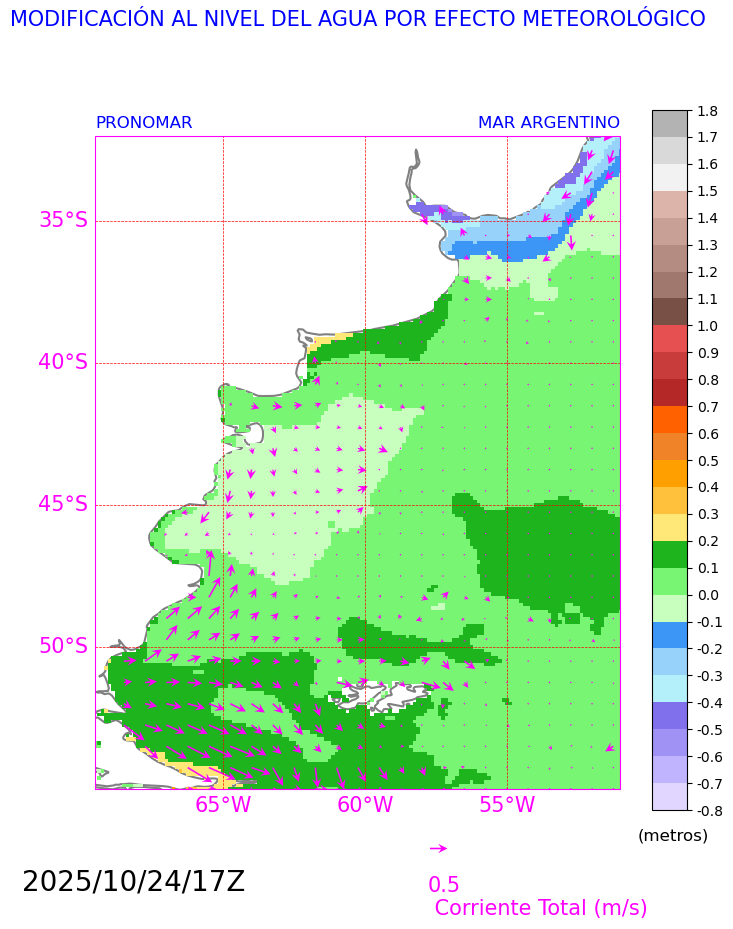 MODIFICACIÓN AL NIVEL DEL AGUA POR EFECTO METEOROLÓGICO
PRONOMAR
MAR ARGENTINO
35°S
40°S
45°S
50°S
65°W
60°W
55°W
1.8
1.7
1.6
1.5
1.4
1.3
1.2
1.1
1.0
0.9
0.8
0.7
0.6
0.5
0.4
0.3
0.2
0.1
0.0
-0.1
-0.2
-0.3
-0.4
-0.5
-0.6
-0.7
-0.8
(metros)
2025/10/24/17Z
0.5
Corriente Total (m/s)